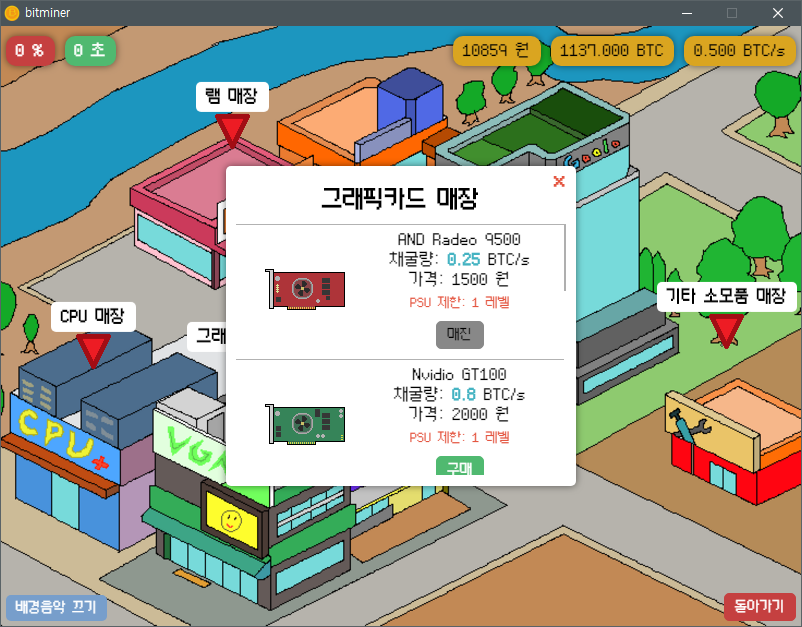 bitminer
0 %
0 초
10859 원
1137.000 BTC
0.500 BTC/s
램 매장
그래픽카드 매장
AND Radeo 9500
채굴량: 0.25 BTC/s
가격: 1500 원
PSU 제한: 1 레벨
매진
Nvidio GT100
채굴량: 0.8 BTC/s
가격: 2000 원
PSU 제한: 1 레벨
구매
CPU 매장
그래
기타 소모품 매장
CPU
배경음악 끄기
돌아가기